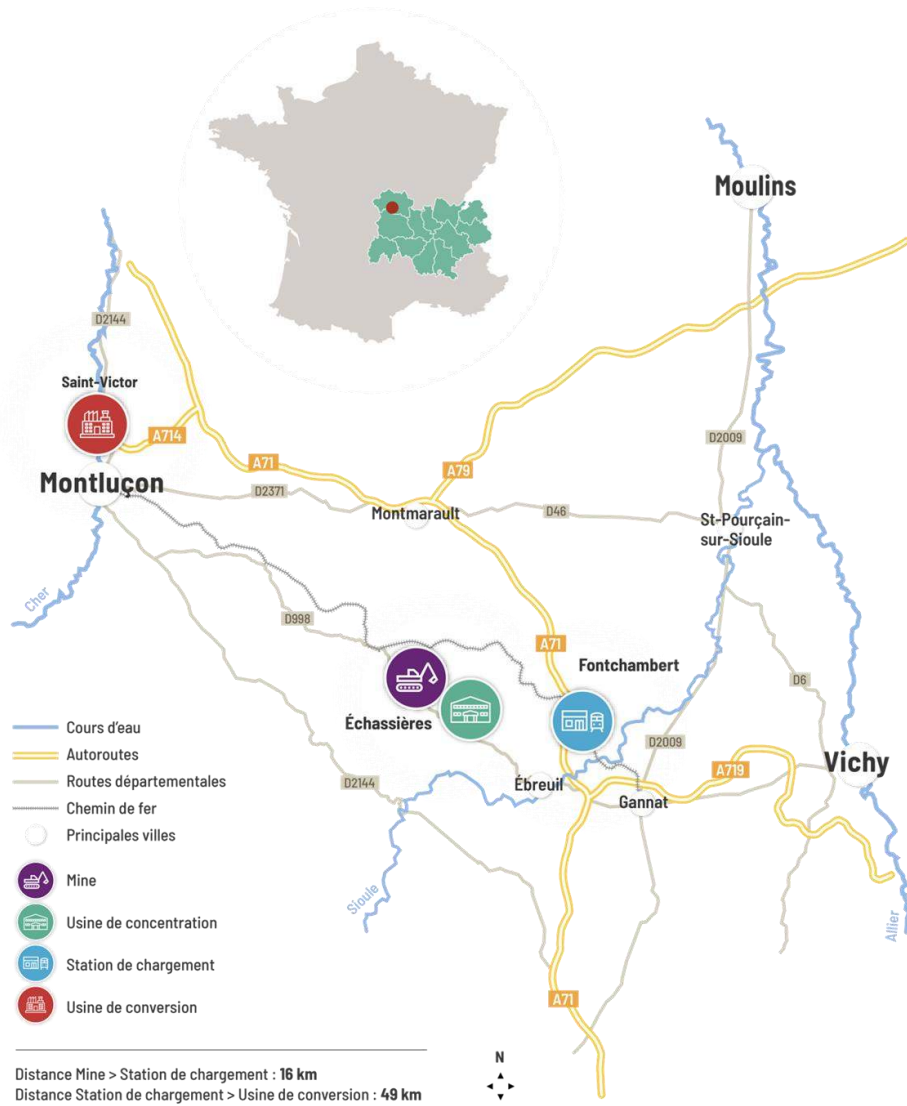 Moulins
D2144
Saint-Victor
A714
A71
A79
D2009
Montluçon
D2371
Montmarault
D46
St-Pourçain-
sur-Sioule
Cher
D998
A71
Fontchambert
D6
Échassières
D2009
A719
Vichy
D2144
Ébreuil
Gannat
Sioule
Allier
A71
Cours d'eau
Autoroutes
Routes départementales
Chemin de fer
Principales villes
Mine
Usine de concentration
Station de chargement
Usine de conversion
N
Distance Mine > Station de chargement : 16 km
Distance Station de chargement > Usine de conversion : 49 km